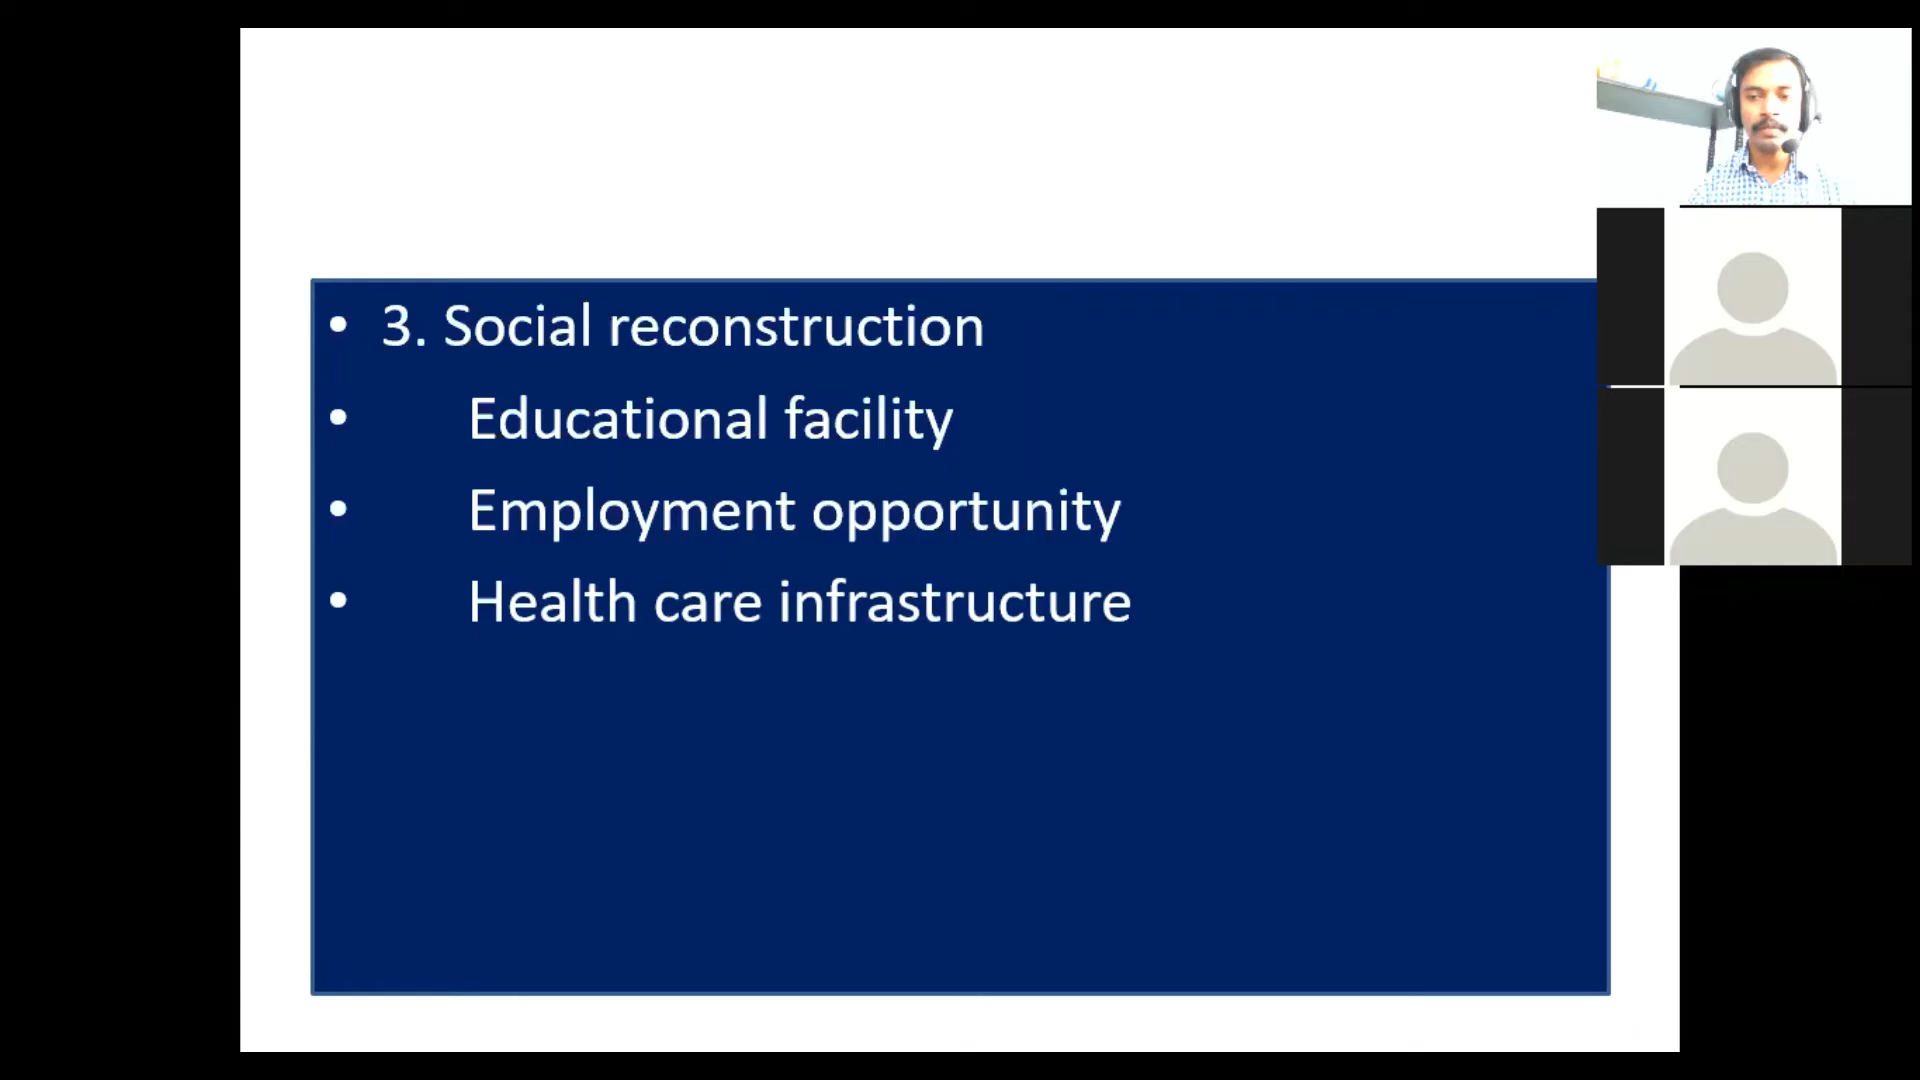 • 3. Social reconstruction
• Educational facility
• Employment opportunity
• Health care infrastructure